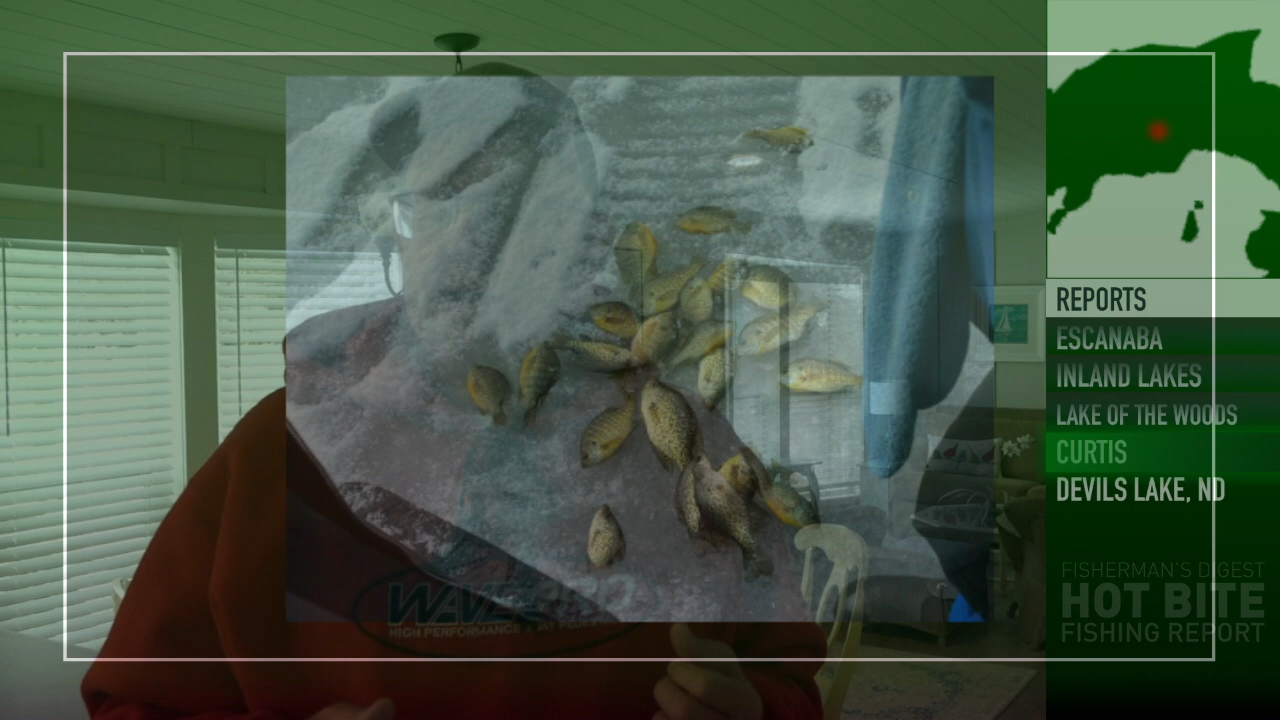 REPORTS
ESCANABA
INLAND LAKES
LAKE OF THE WOODS
CURTIS
DEVILS LAKE, ND
FISHERMAN'S DIGEST
HOT BITE
FISHING REPORT
HIGH PERFORMANCE